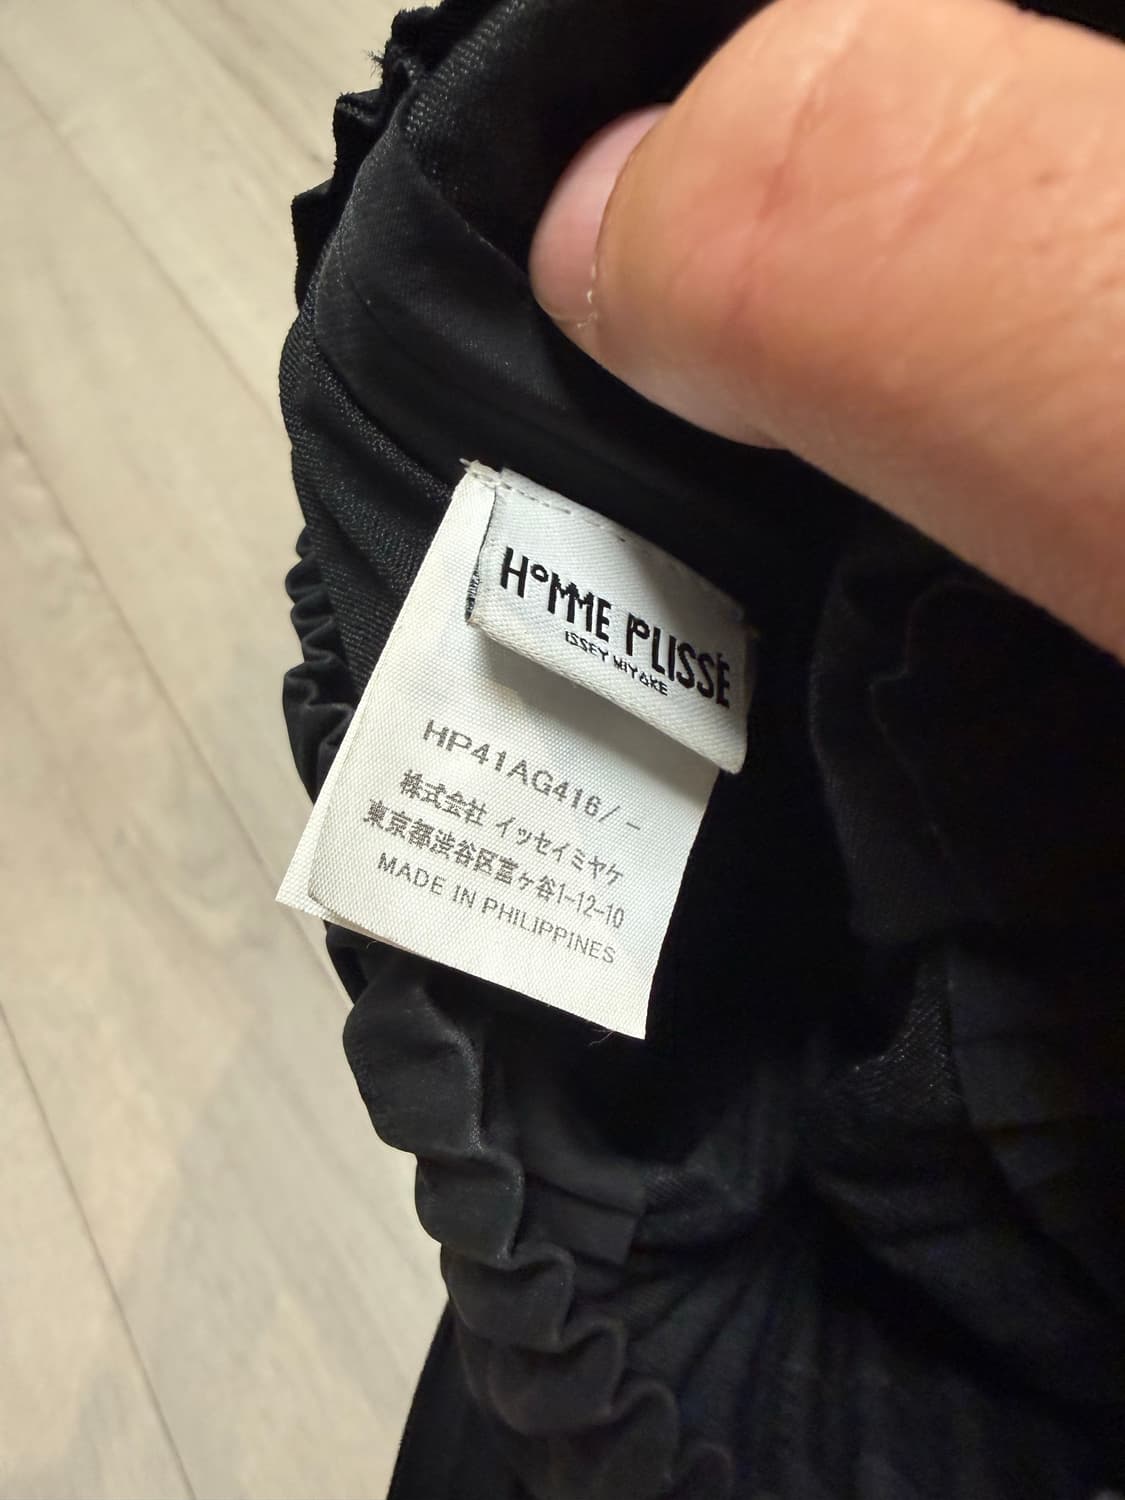 HOMME PLISSÉ
ISSEY MIYAKE
HP41AG416/-
株式会社 イッセイミヤケ
東京都渋谷区富ヶ谷1-12-10
MADE IN PHILIPPINES